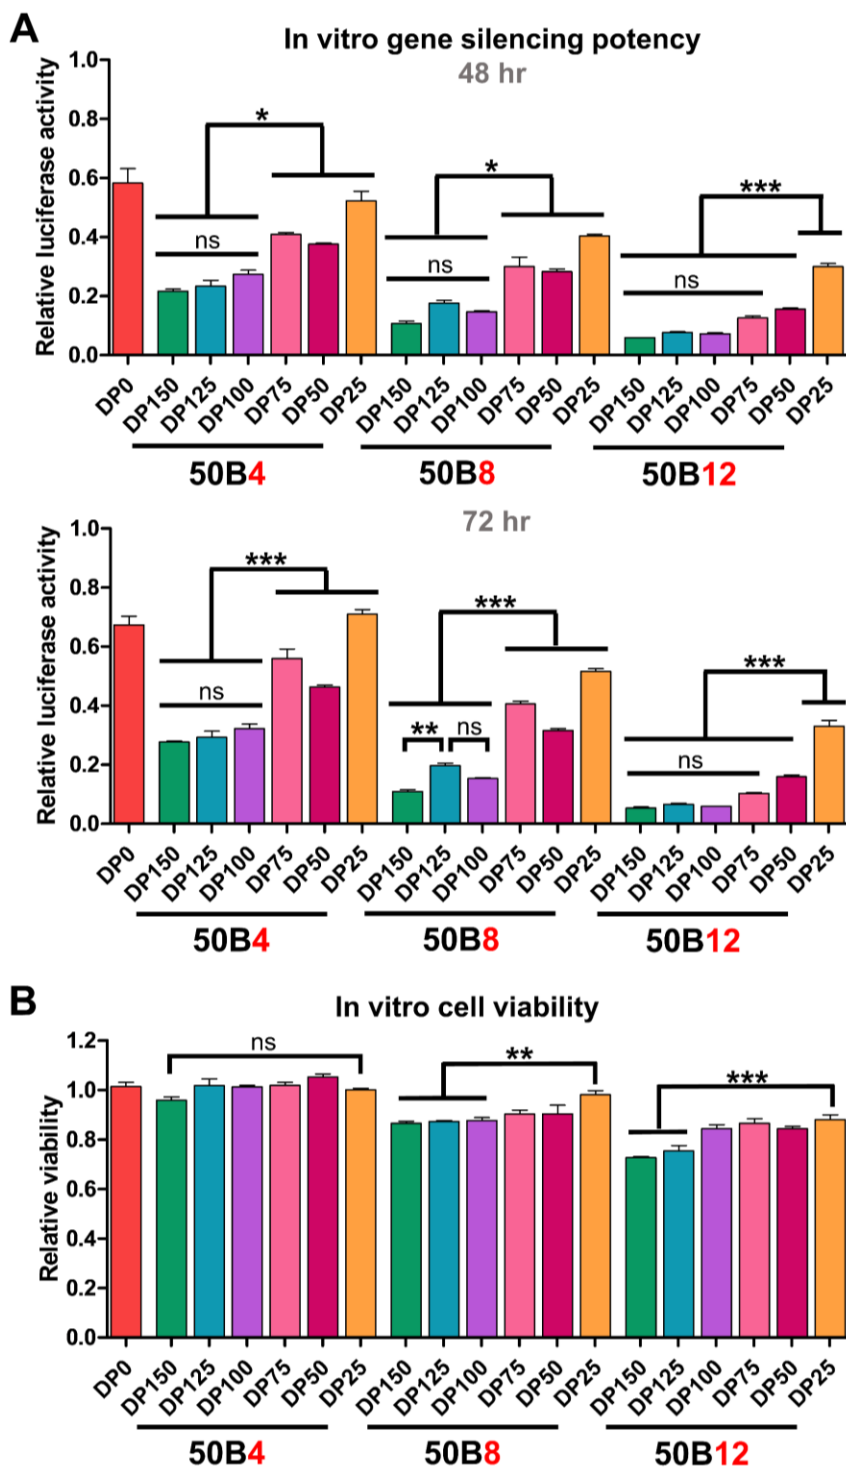 A
In vitro gene silencing potency
48 hr
Relative luciferase activity
1.0
0.8
0.6
0.4
0.2
0.0
*
ns
*
ns
***
ns
DP0 DP150 DP125 DP100 DP75 DP50 DP25 DP150 DP125 DP100 DP75 DP50 DP25 DP150 DP125 DP100 DP75 DP50 DP25
50B4 50B8 50B12
72 hr
Relative luciferase activity
1.0
0.8
0.6
0.4
0.2
0.0
***
ns
***
** ns
***
ns
DP0 DP150 DP125 DP100 DP75 DP50 DP25 DP150 DP125 DP100 DP75 DP50 DP25 DP150 DP125 DP100 DP75 DP50 DP25
50B4 50B8 50B12
B
In vitro cell viability
Relative viability
1.2
1.0
0.8
0.6
0.4
0.2
0.0
ns
**
***
DP0 DP150 DP125 DP100 DP75 DP50 DP25 DP150 DP125 DP100 DP75 DP50 DP25 DP150 DP125 DP100 DP75 DP50 DP25
50B4 50B8 50B12